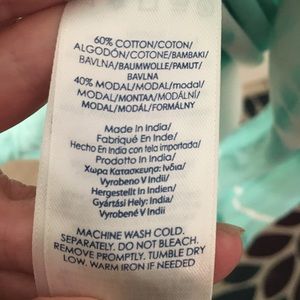 60% COTTON/COTON/
ALGODÓN/COTONE/BAMBAKI/
BAVLNA/BAUMWOLLE/PAMUT/
BAVLNA
40% MODAL/MODAL/modal/
MODAL/ΜΟΝΤΑΛ/MODÁLNÍ/
MODAL/MODÁL/FORMÁLNY
Made In India/
Fabriqué En Inde/
Hecho En India con tela importada/
Prodotto In India/
Χωρα Κατασκευησ: Ινδια/
Vyrobeno V Indii/
Hergestellt In Indien/
Gyártási Hely: India/
Vyrobené V Indii
MACHINE WASH COLD.
SEPARATELY. DO NOT BLEACH.
REMOVE PROMPTLY. TUMBLE DRY
LOW. WARM IRON IF NEEDED